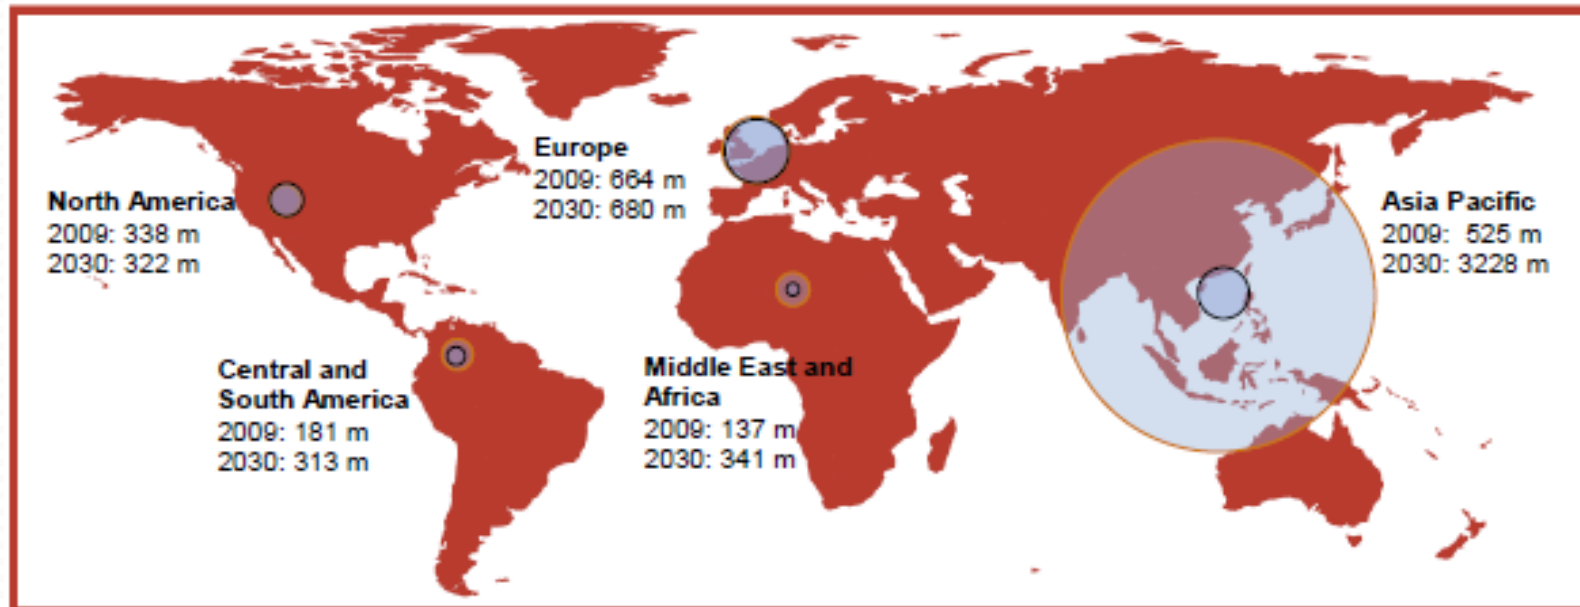 Europe
2009: 664 m
2030: 680 m
North America
2009: 338 m
2030: 322 m
Asia Pacific
2009: 525 m
2030: 3228 m
Central and
South America
2009: 181 m
2030: 313 m
Middle East and
Africa
2009: 137 m
2030: 341 m